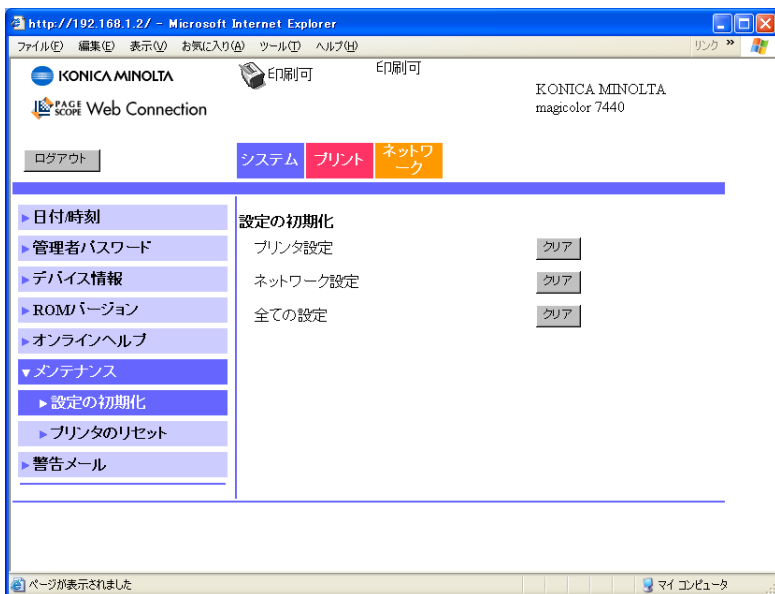 http://192.168.1.2/ - Microsoft Internet Explorer
ファイル(F) 編集(E) 表示(V) お気に入り(A) ツール(T) ヘルプ(H) リンク »
KONICA MINOLTA
印刷可
印刷可
KONICA MINOLTA
magicolor 7440
PAGE SCOPE Web Connection
ログアウト
システム
プリント
ネットワ
ーク
日付/時刻
管理者パスワード
デバイス情報
ROMバージョン
オンラインヘルプ
メンテナンス
設定の初期化
プリンタのリセット
警告メール
設定の初期化
プリンタ設定 クリア
ネットワーク設定 クリア
全ての設定 クリア
ページが表示されました マイ コンピュータ